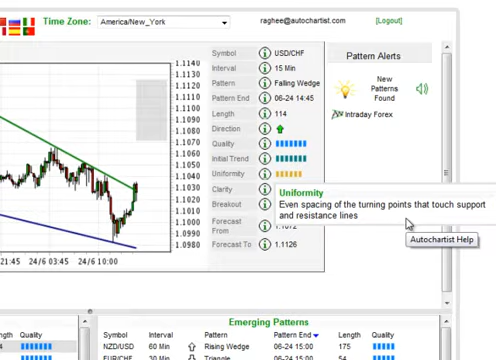 Time Zone: America/New_York raghee@autochartist.com [Logout]
Symbol USD/CHF
Interval 15 Min
Pattern Falling Wedge
Pattern End 06-24 14:45
Length 114
Direction
Quality
Initial Trend
Uniformity
Clarity
Breakout
Forecast From 1.1072
Forecast To 1.1126
Pattern Alerts
New
Patterns
Found
Intraday Forex
1.1140
1.1130
1.1120
1.1110
1.1100
1.1090
1.1080
1.1070
1.1060
1.1050
1.1040
1.1030
1.1020
1.1010
1.1000
1.0990
1.0980
21:45 24/6 03:45 24/6 10:00
Uniformity
Even spacing of the turning points that touch support
and resistance lines
Autochartist Help
Emerging Patterns
Quality Symbol Interval Pattern Pattern End Length Quality
NZD/USD 60 Min Rising Wedge 06-24 15:00 175
EUR/CHF 30 Min Triangle 06-24 15:00 54